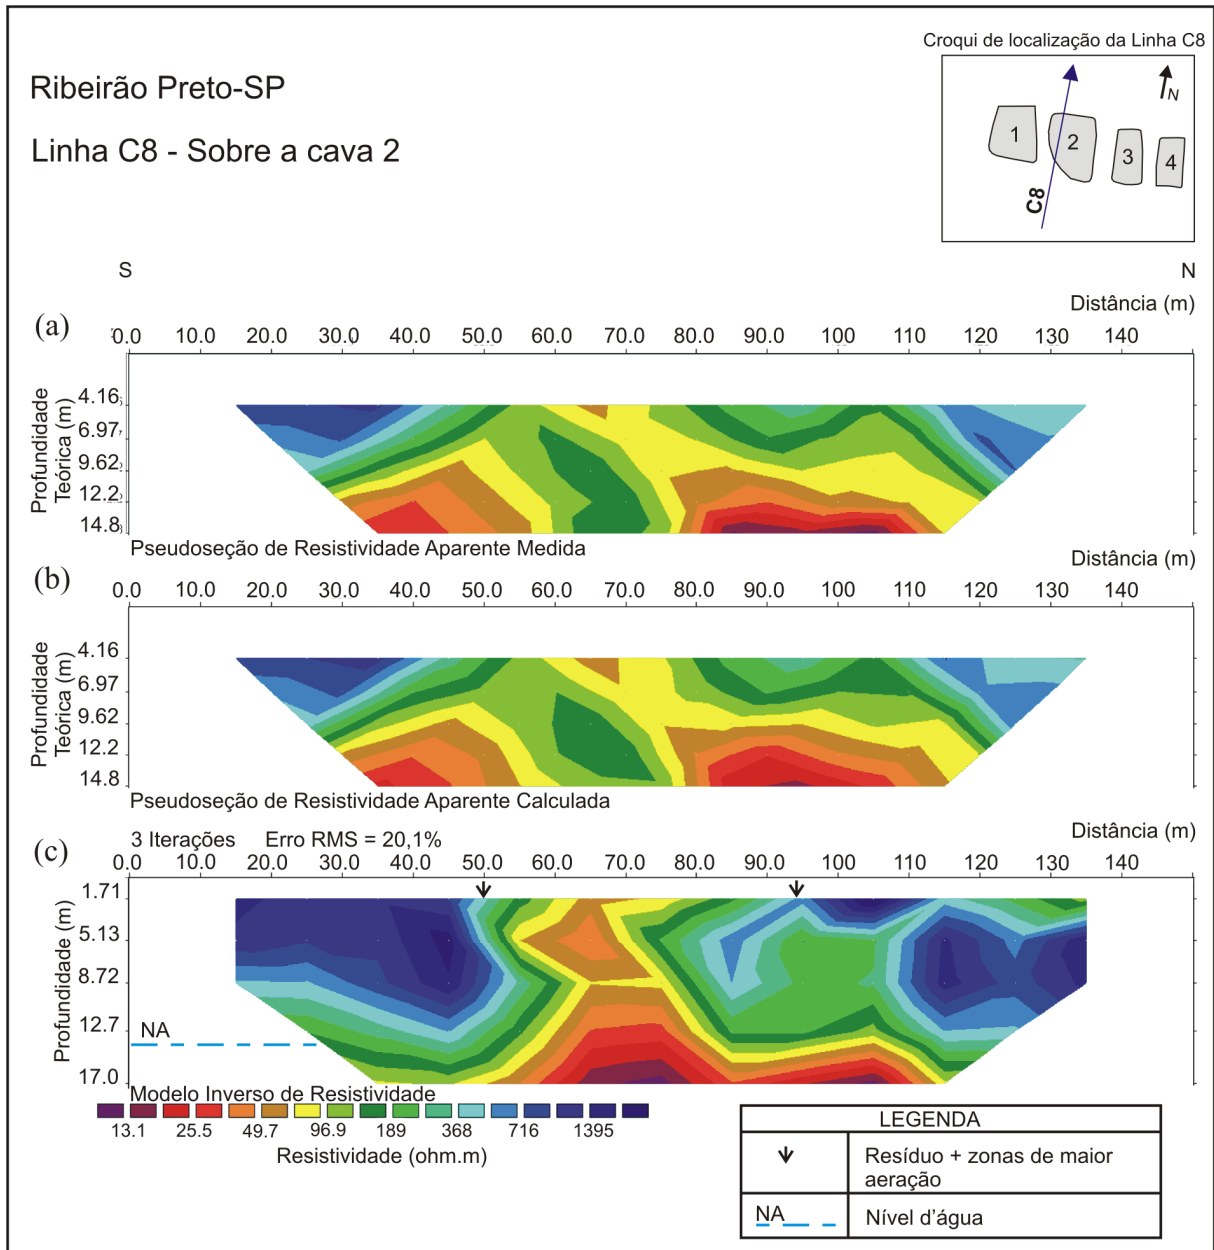 Croqui de localização da Linha C8
Ribeirão Preto-SP
Linha C8 - Sobre a cava 2
N
1
2
3
4
C8
S
N
(a)
Distância (m)
0.0 10.0 20.0 30.0 40.0 50.0 60.0 70.0 80.0 90.0 100 110 120 130 140
Profundidade
Teórica (m)
4.16
6.97
9.62
12.2
14.8
Pseudoseção de Resistividade Aparente Medida
(b)
Distância (m)
0.0 10.0 20.0 30.0 40.0 50.0 60.0 70.0 80.0 90.0 100 110 120 130 140
Profundidade
Teórica (m)
4.16
6.97
9.62
12.2
14.8
Pseudoseção de Resistividade Aparente Calculada
(c)
3 Iterações Erro RMS = 20,1%
Distância (m)
0.0 10.0 20.0 30.0 40.0 50.0 60.0 70.0 80.0 90.0 100 110 120 130 140
Profundidade (m)
1.71
5.13
8.72
12.7
17.0
NA
Modelo Inverso de Resistividade
13.1 25.5 49.7 96.9 189 368 716 1395
Resistividade (ohm.m)
LEGENDA
Resíduo + zonas de maior
aeração
NA
Nível d'água